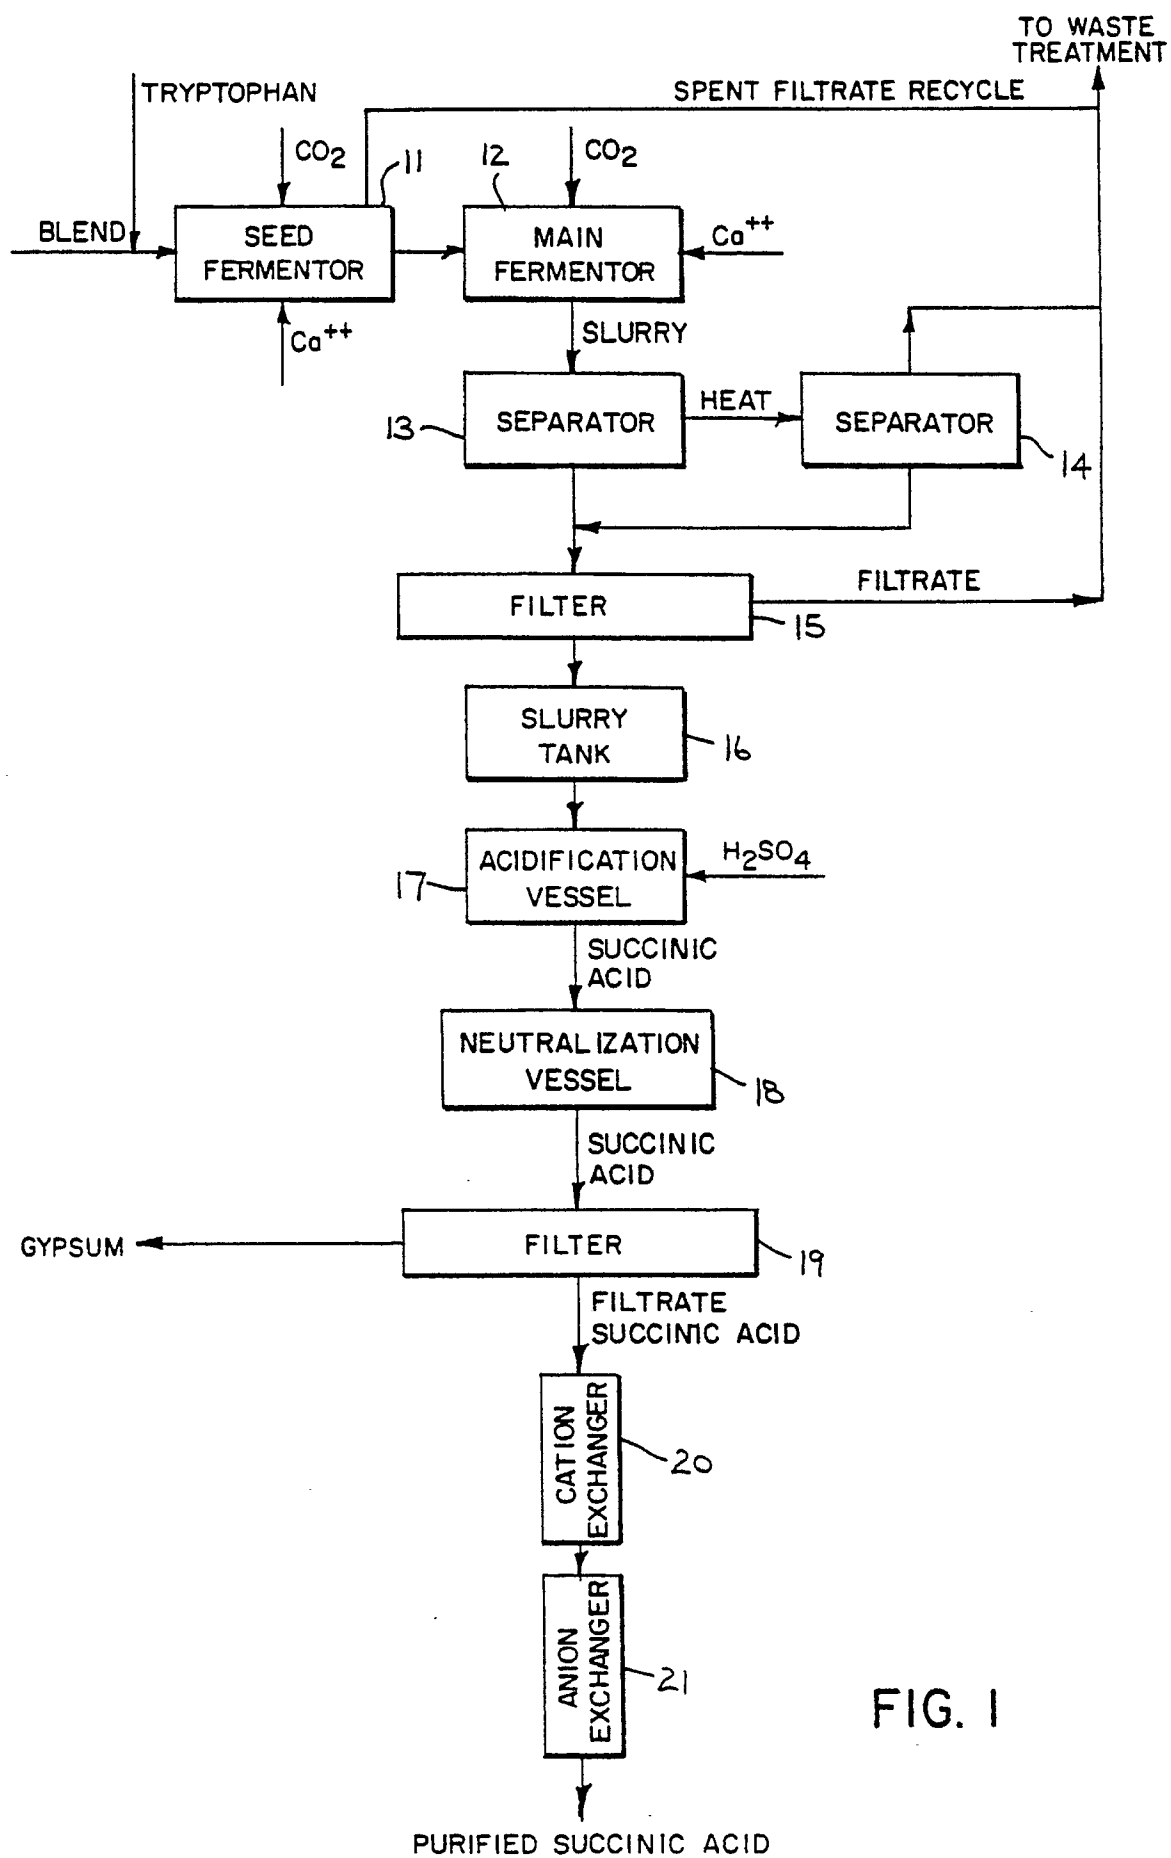 TO WASTE
TREATMENT
TRYPTOPHAN
SPENT FILTRATE RECYCLE
CO2
11
12
CO2
BLEND
SEED
FERMENTOR
MAIN
FERMENTOR
Ca++
Ca++
SLURRY
13
SEPARATOR
HEAT
SEPARATOR
14
FILTER
FILTRATE
15
SLURRY
TANK
16
17
ACIDIFICATION
VESSEL
H2SO4
SUCCINIC
ACID
NEUTRALIZATION
VESSEL
18
SUCCINIC
ACID
GYPSUM
FILTER
19
FILTRATE
SUCCINIC ACID
CATION
EXCHANGER
20
ANION
EXCHANGER
21
FIG. 1
PURIFIED SUCCINIC ACID